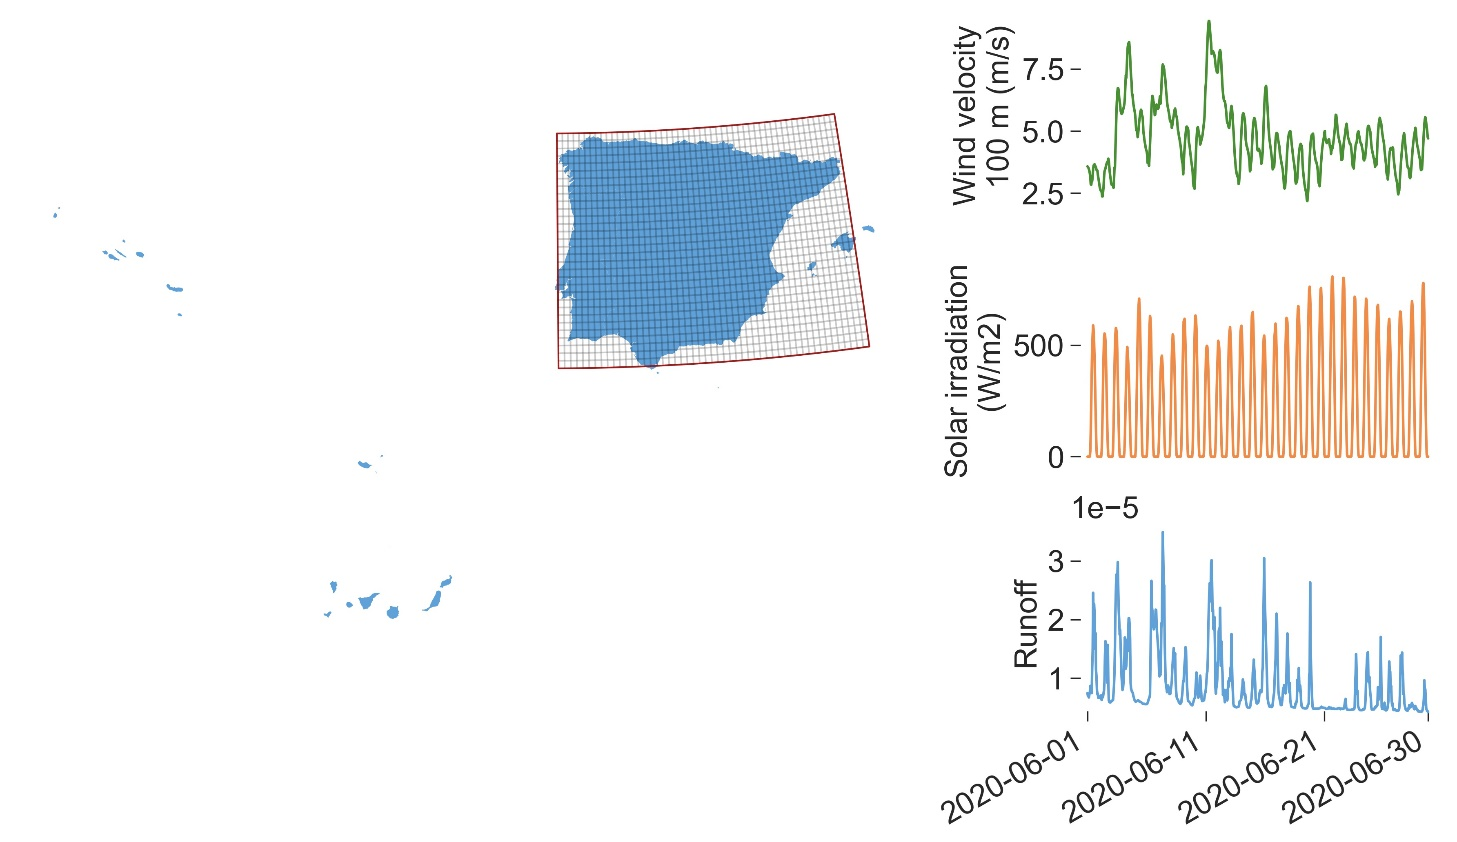 Wind velocity
100 m (m/s)
7.5
5.0
2.5
Solar irradiation
(W/m2)
500
0
1e−5
Runoff
3
2
1
2020-06-01
2020-06-11
2020-06-21
2020-06-30